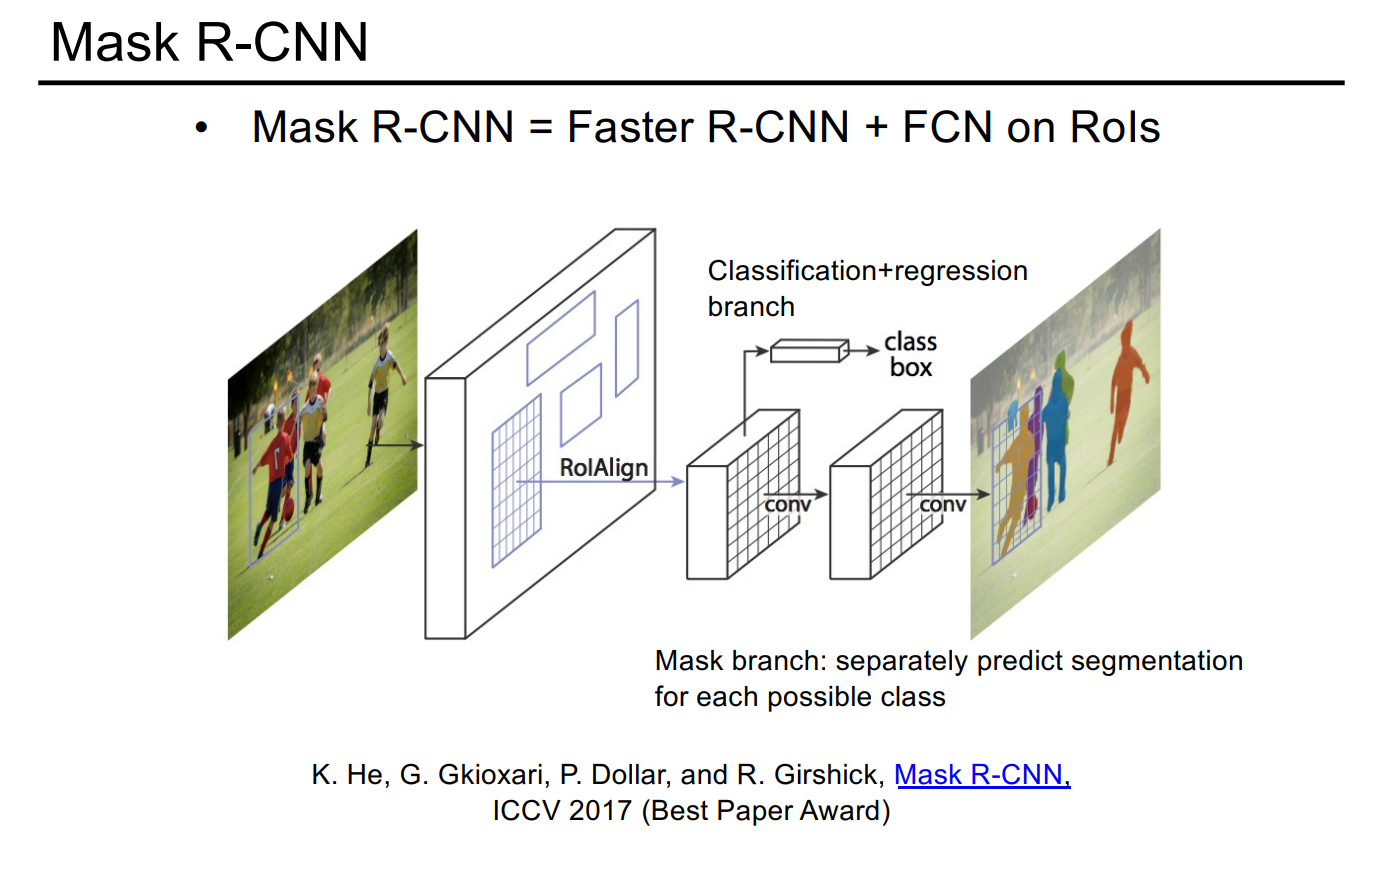 Mask R-CNN
• Mask R-CNN = Faster R-CNN + FCN on RoIs
Classification+regression
branch
class
box
RoIAlign
conv
conv
Mask branch: separately predict segmentation
for each possible class
K. He, G. Gkioxari, P. Dollar, and R. Girshick, Mask R-CNN,
ICCV 2017 (Best Paper Award)